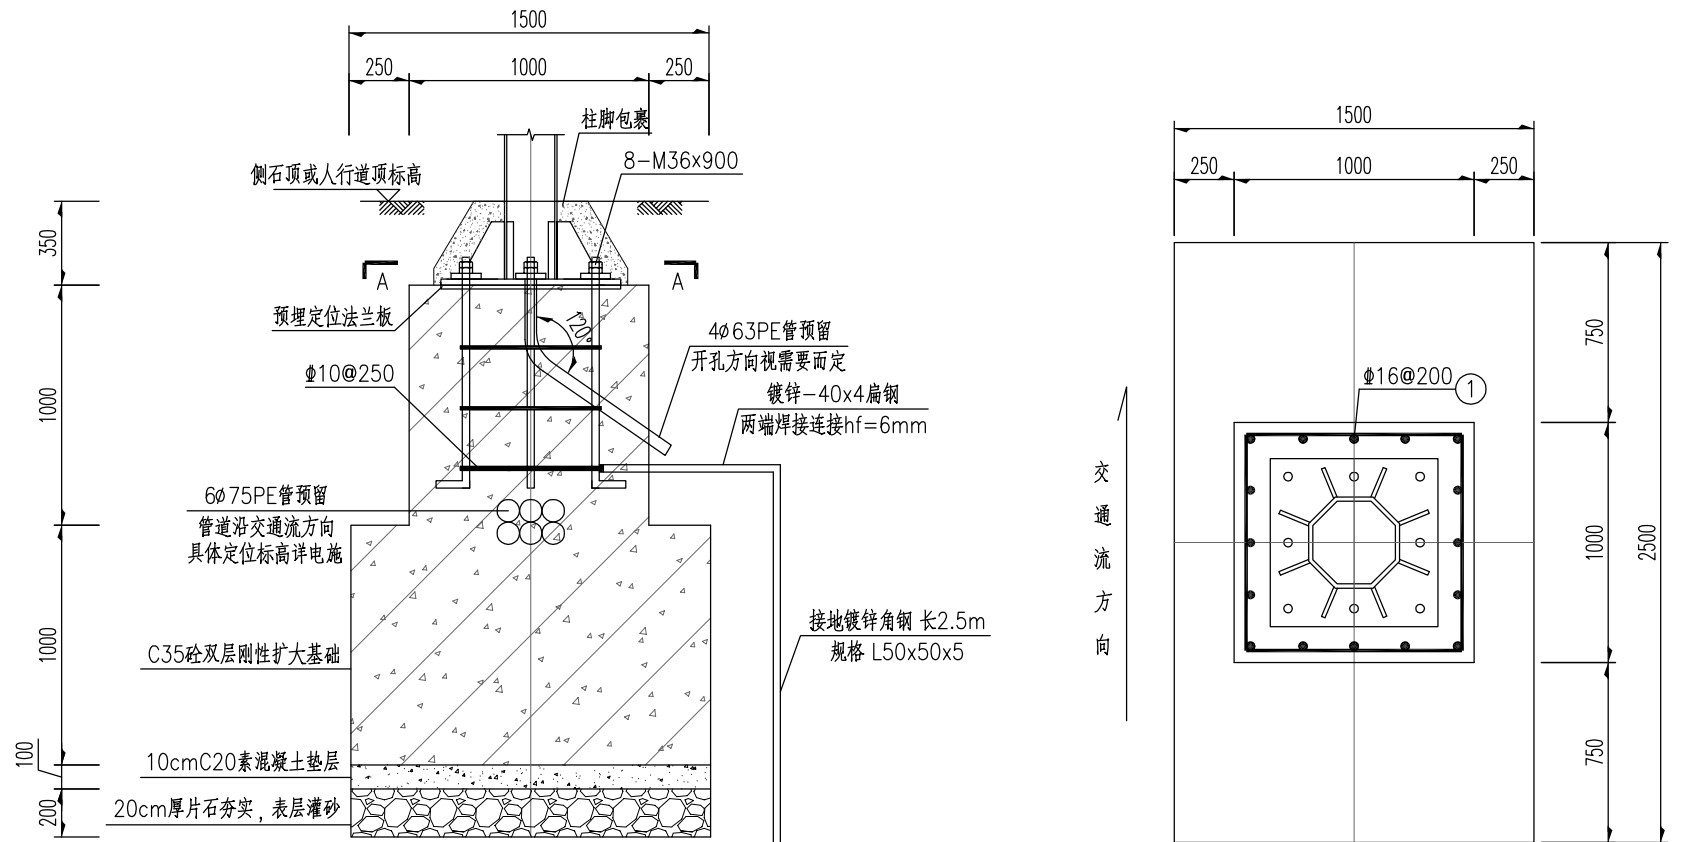 1500
250
1000
250
柱脚包裹
8-M36x900
侧石顶或人行道顶标高
350
A
A
预埋定位法兰板
120°
4ø63PE管预留
开孔方向视需要而定
ϕ10@250
镀锌-40x4扁钢
两端焊接连接hf=6mm
1000
6ø75PE管预留
管道沿交通流方向
具体定位标高详电施
接地镀锌角钢 长2.5m
规格 L50x50x5
1000
C35砼双层刚性扩大基础
100
10cmC20素混凝土垫层
200
20cm厚片石夯实，表层灌砂
1500
250
1000
250
750
ϕ16@200
1
交通流方向
1000
2500
750